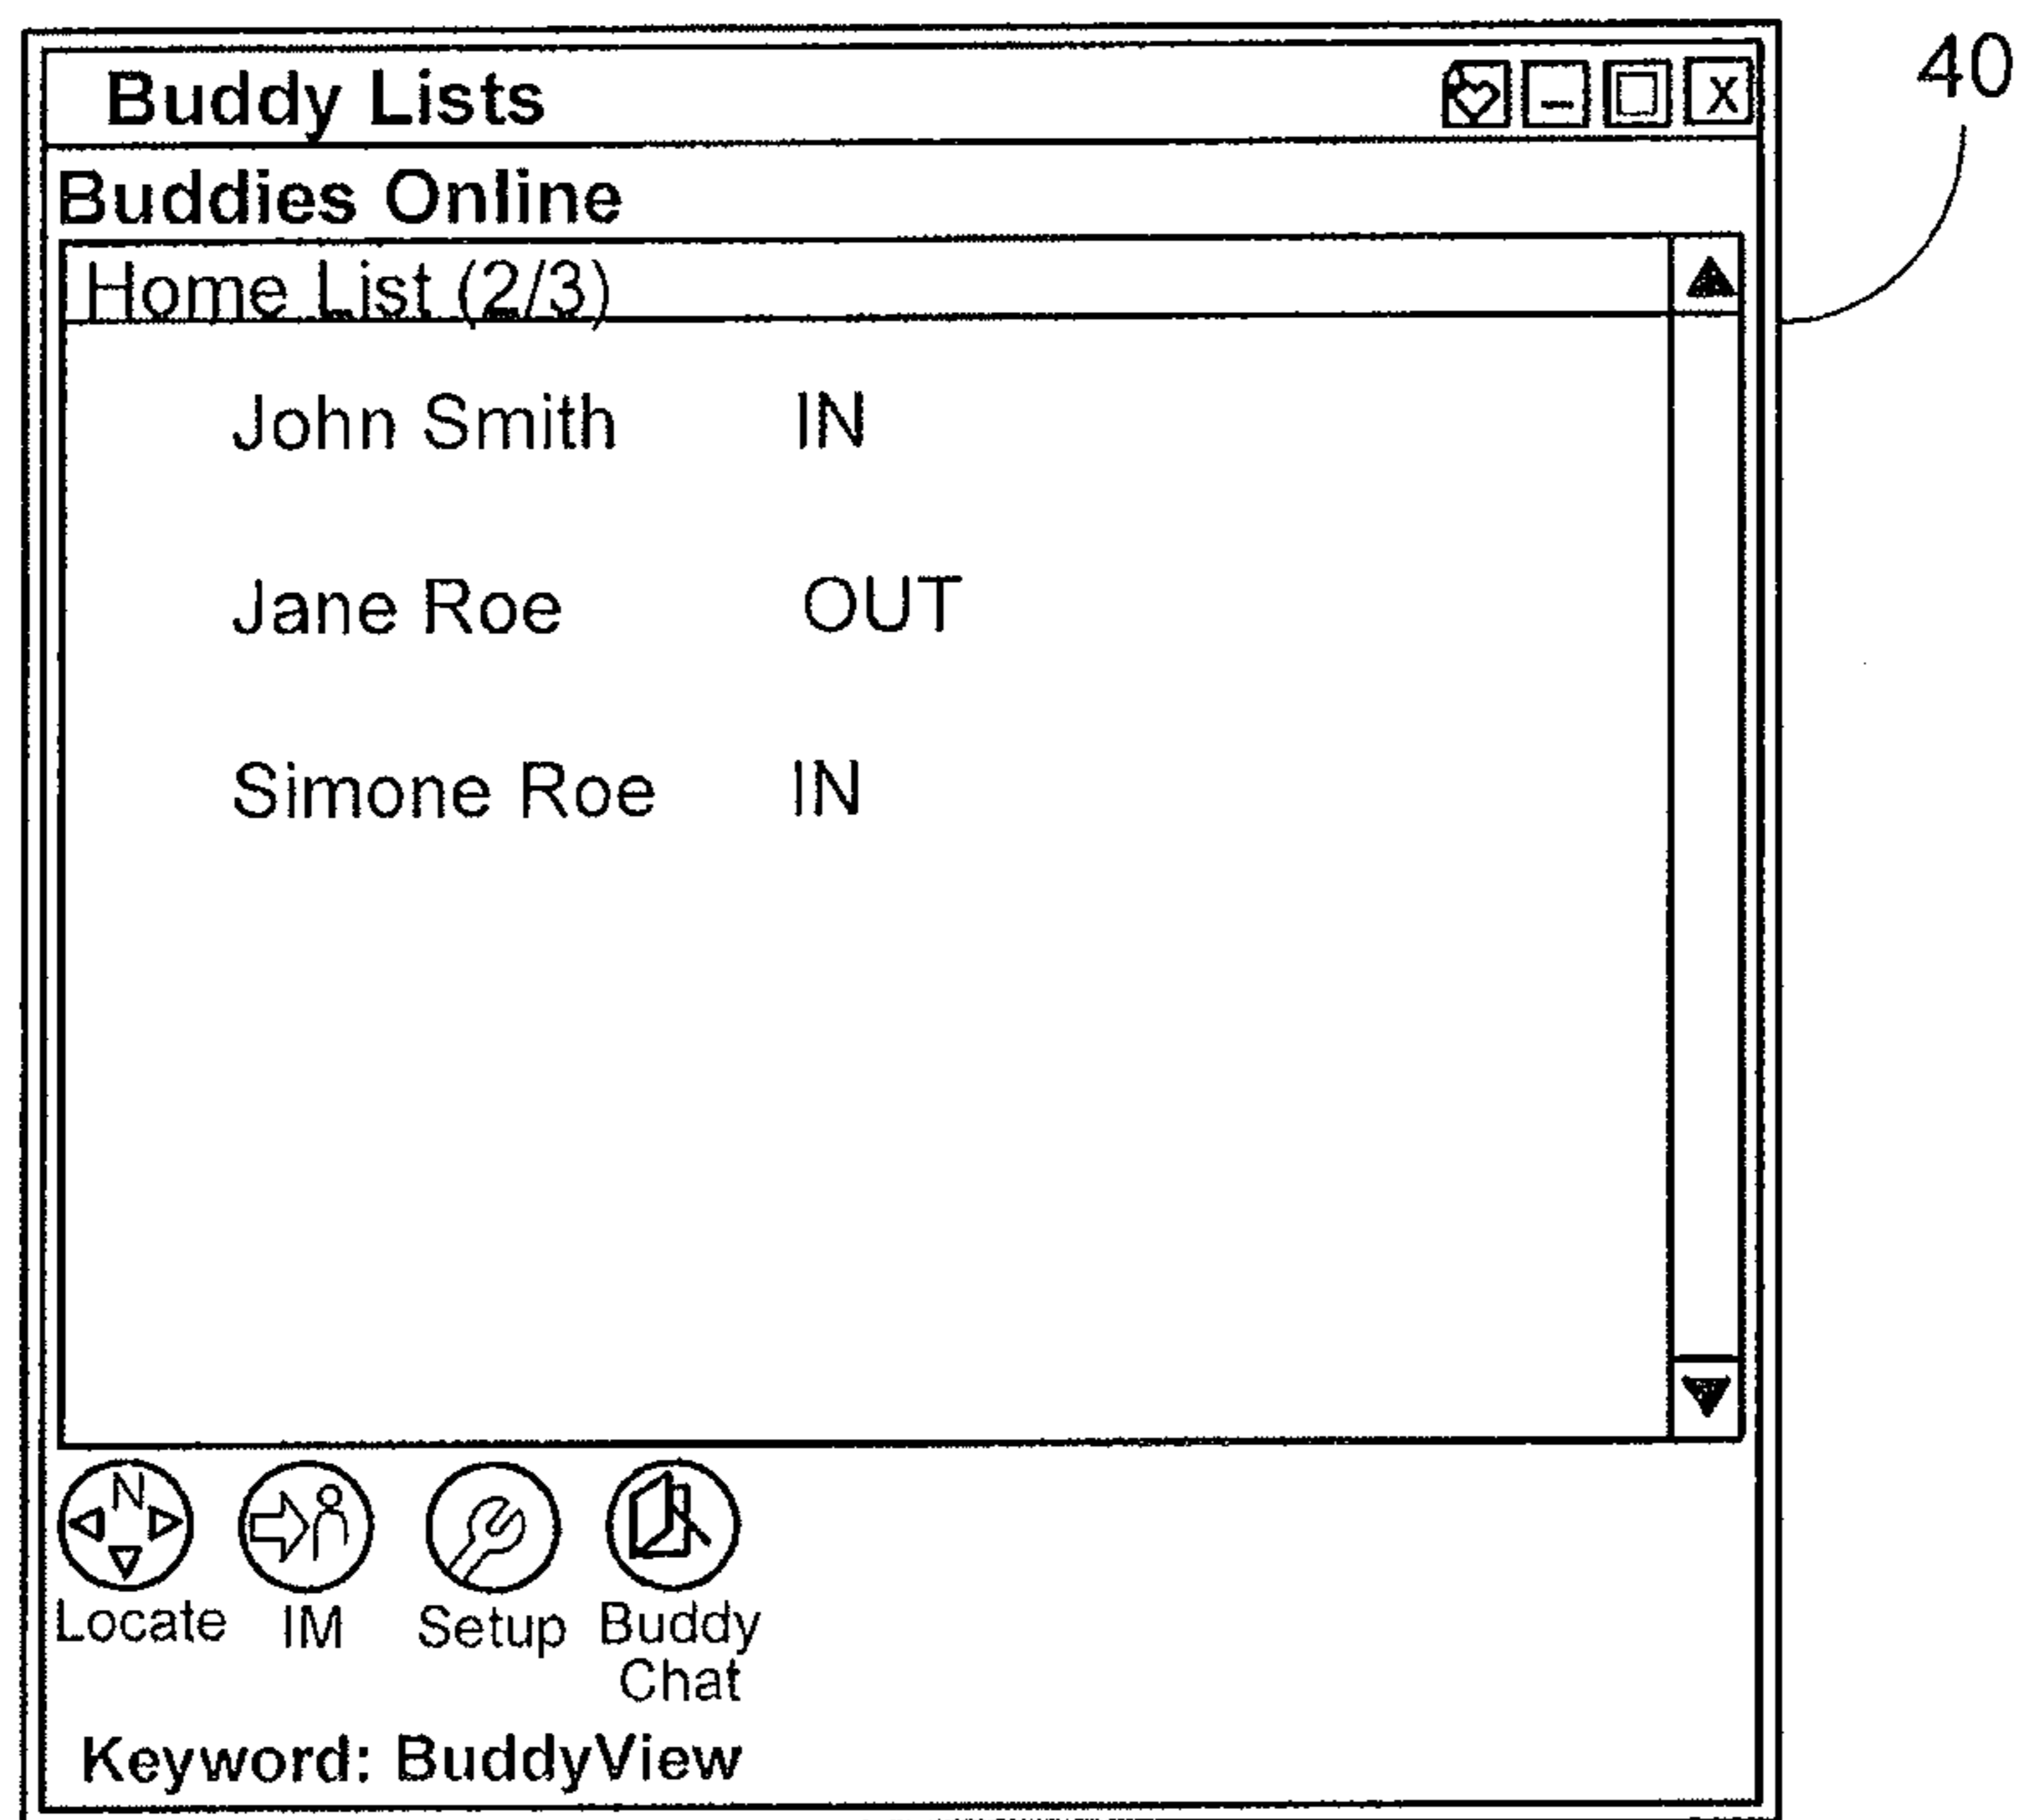 40
Buddy Lists
X
Buddies Online
Home List (2/3)
John Smith IN
Jane Roe OUT
Simone Roe IN
N
Locate IM Setup Buddy Chat
Keyword: BuddyView